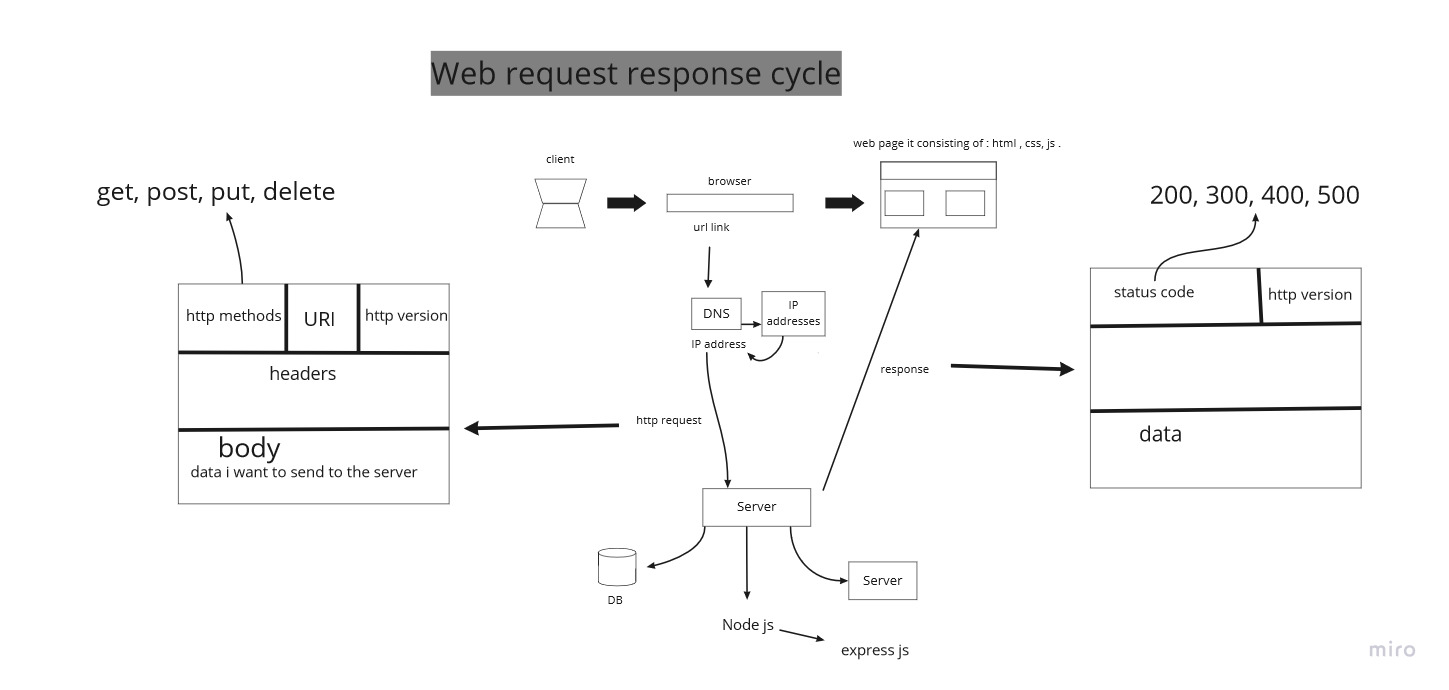 Web request response cycle
web page it consisting of : html , css, js .
client
browser
get, post, put, delete
200, 300, 400, 500
url link
http methods
URI
http version
DNS
IP
addresses
status code
http version
IP address
headers
response
http request
body
data i want to send to the server
data
Server
Server
DB
Node js
express js
miro